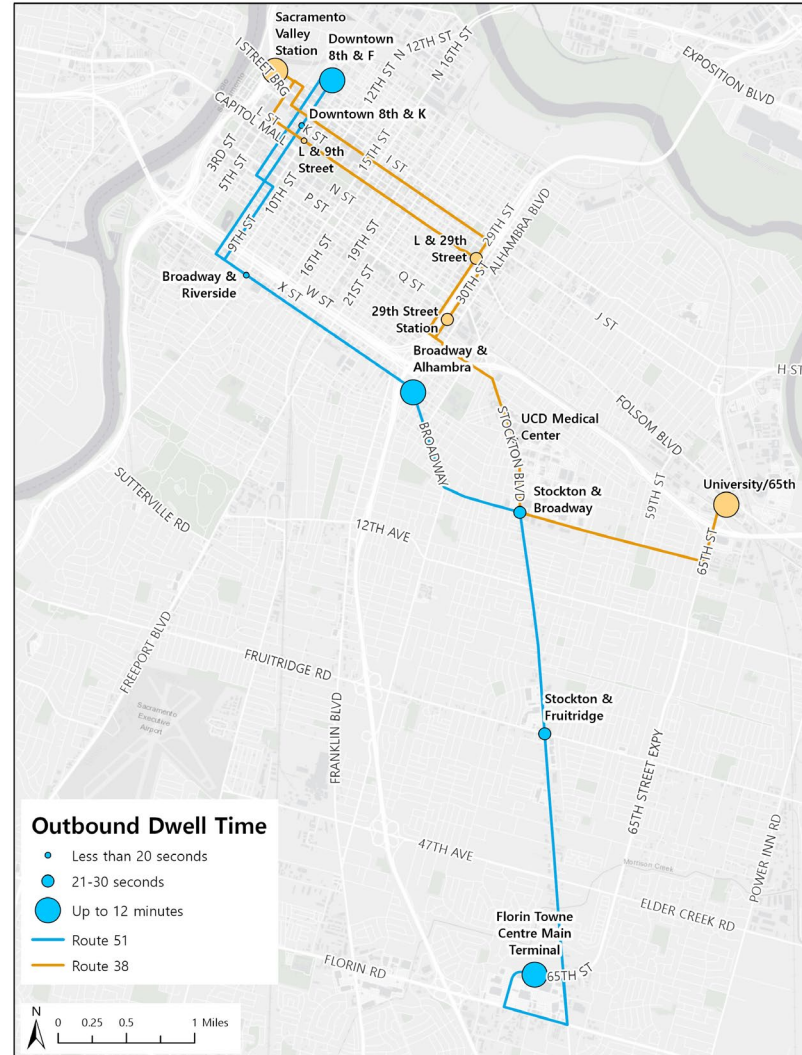 Sacramento
Valley
Station
Downtown
8th & F
I STREET BRG
N 12TH ST
N 16TH ST
12TH ST
EXPOSITION BLVD
CAPITOL MALL
L ST
Downtown 8th & K
K ST
L & 9th
Street
15TH ST
I ST
3RD ST
5TH ST
10TH ST
N ST
P ST
9TH ST
16TH ST
19TH ST
21ST ST
29TH ST
ALHAMBRA BLVD
L & 29th
Street
30TH ST
Q ST
Broadway &
Riverside
X ST
W ST
29th Street
Station
J ST
Broadway &
Alhambra
H ST
FOLSOM BLVD
UCD Medical
Center
STOCKTON BLVD
BROADWAY
59TH ST
University/65th
Stockton &
Broadway
SUTTERVILLE RD
12TH AVE
65TH ST
FREEPORT BLVD
FRUITRIDGE RD
Sacramento
Executive
Airport
FRANKLIN BLVD
Stockton &
Fruitridge
65TH STREET EXPY
POWER INN RD
47TH AVE
Morrison Creek
ELDER CREEK RD
Florin Towne
Centre Main
Terminal
65TH ST
FLORIN RD
Outbound Dwell Time
Less than 20 seconds
21-30 seconds
Up to 12 minutes
Route 51
Route 38
N
0 0.25 0.5 1 Miles